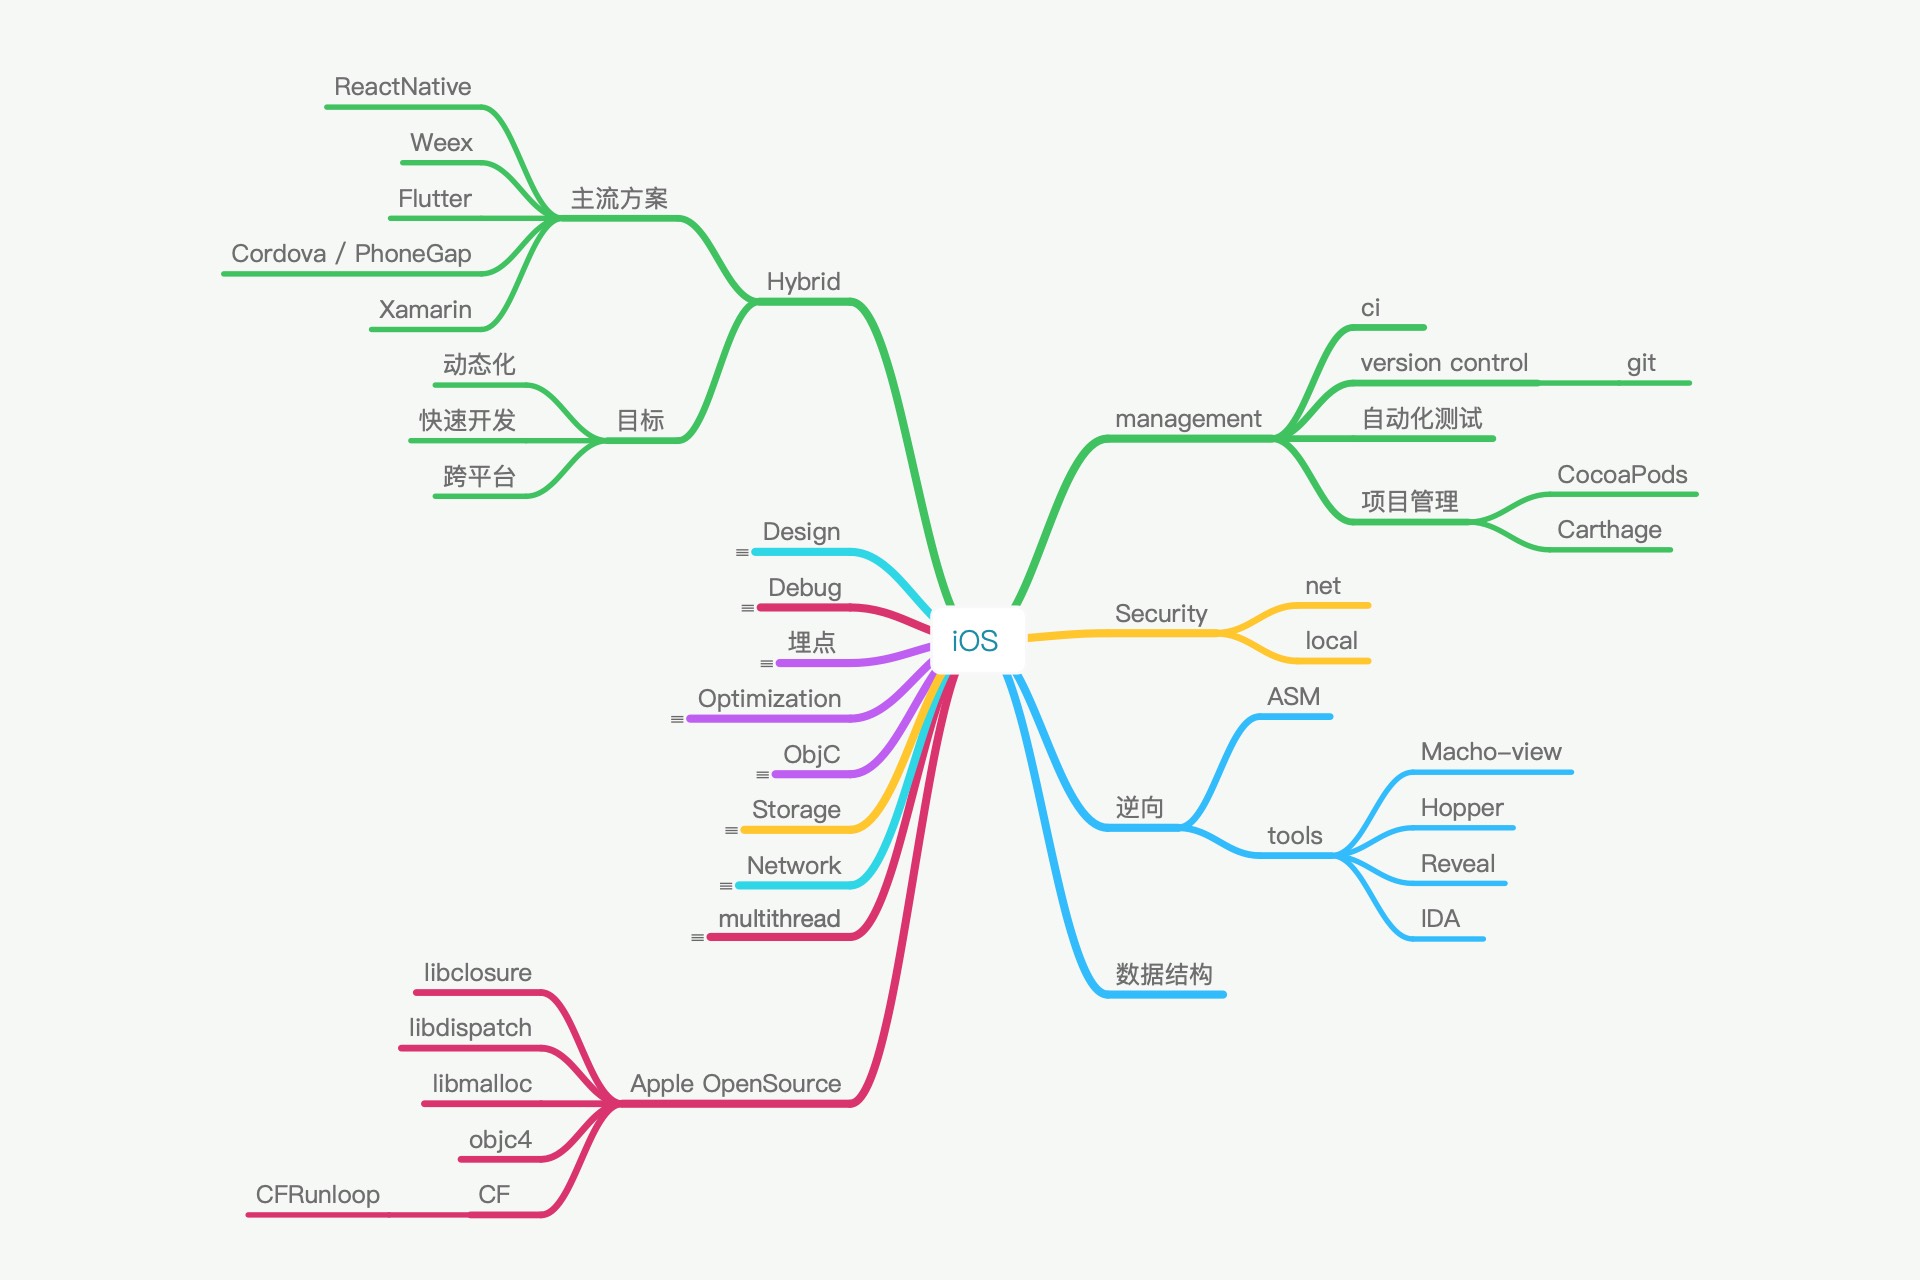 ReactNative
Weex
Flutter
Cordova / PhoneGap
Xamarin
主流方案
动态化
快速开发
跨平台
目标
Hybrid
Design
Debug
埋点
Optimization
ObjC
Storage
Network
multithread
libclosure
libdispatch
libmalloc
objc4
CFRunloop
CF
Apple OpenSource
iOS
management
ci
version control
git
自动化测试
项目管理
CocoaPods
Carthage
Security
net
local
逆向
ASM
tools
Macho-view
Hopper
Reveal
IDA
数据结构